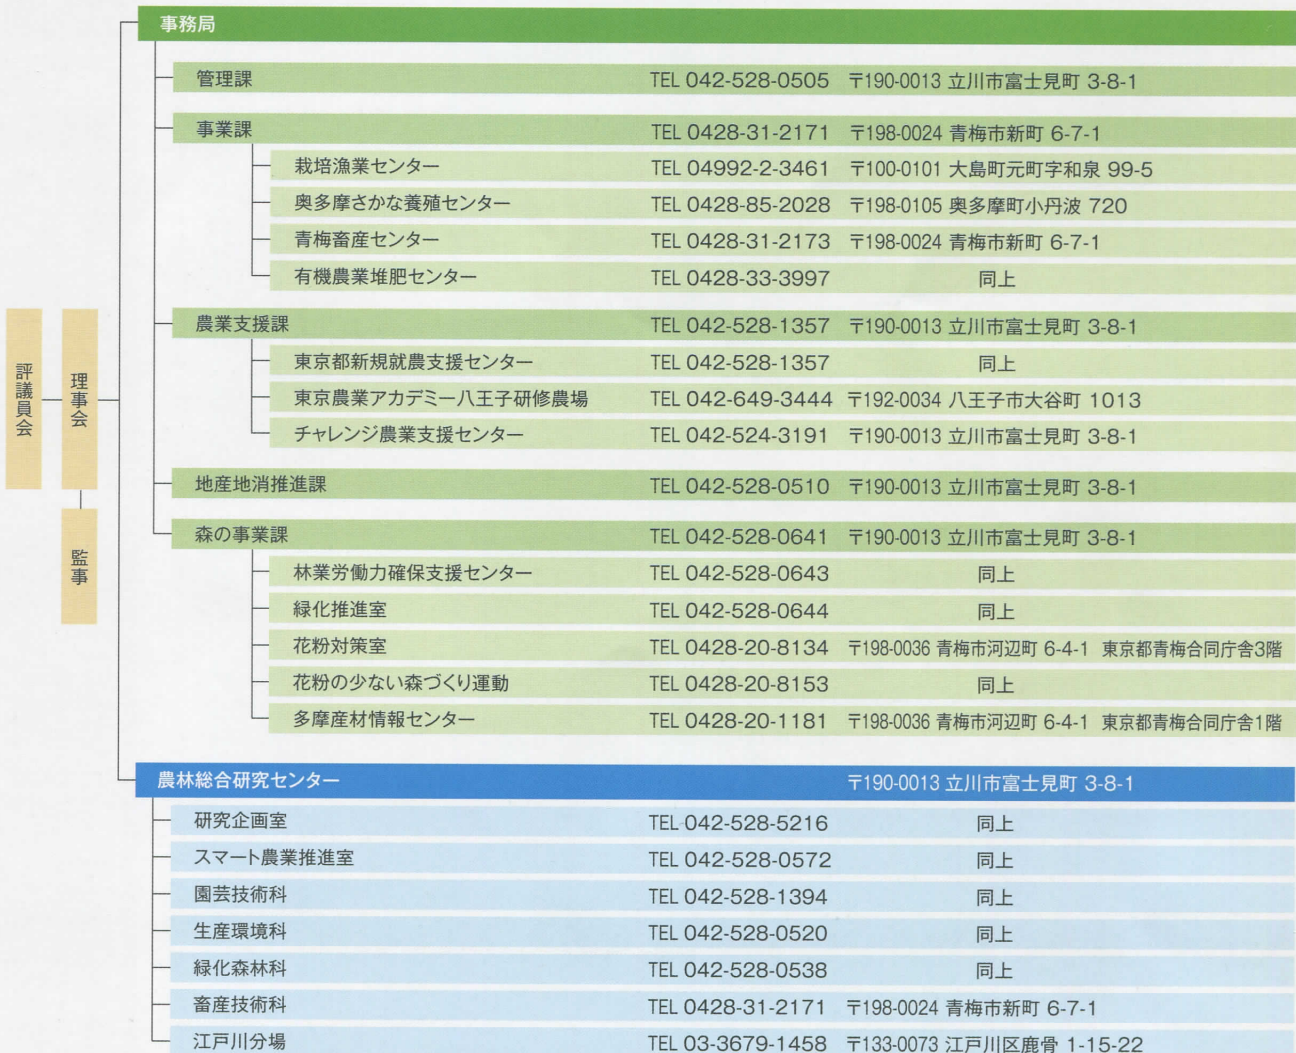 事務局
管理課 TEL 042-528-0505 〒190-0013 立川市富士見町 3-8-1
事業課 TEL 0428-31-2171 〒198-0024 青梅市新町 6-7-1
栽培漁業センター TEL 04992-2-3461 〒100-0101 大島町元町字和泉 99-5
奥多摩さかな養殖センター TEL 0428-85-2028 〒198-0105 奥多摩町小丹波 720
青梅畜産センター TEL 0428-31-2173 〒198-0024 青梅市新町 6-7-1
有機農業堆肥センター TEL 0428-33-3997 同上
農業支援課 TEL 042-528-1357 〒190-0013 立川市富士見町 3-8-1
東京都新規就農支援センター TEL 042-528-1357 同上
東京農業アカデミー八王子研修農場 TEL 042-649-3444 〒192-0034 八王子市大谷町 1013
チャレンジ農業支援センター TEL 042-524-3191 〒190-0013 立川市富士見町 3-8-1
評議員会
理事会
監事
地産地消推進課 TEL 042-528-0510 〒190-0013 立川市富士見町 3-8-1
森の事業課 TEL 042-528-0641 〒190-0013 立川市富士見町 3-8-1
林業労働力確保支援センター TEL 042-528-0643 同上
緑化推進室 TEL 042-528-0644 同上
花粉対策室 TEL 0428-20-8134 〒198-0036 青梅市河辺町 6-4-1 東京都青梅合同庁舎3階
花粉の少ない森づくり運動 TEL 0428-20-8153 同上
多摩産材情報センター TEL 0428-20-1181 〒198-0036 青梅市河辺町 6-4-1 東京都青梅合同庁舎1階
農林総合研究センター 〒190-0013 立川市富士見町 3-8-1
研究企画室 TEL 042-528-5216 同上
スマート農業推進室 TEL 042-528-0572 同上
園芸技術科 TEL 042-528-1394 同上
生産環境科 TEL 042-528-0520 同上
緑化森林科 TEL 042-528-0538 同上
畜産技術科 TEL 0428-31-2171 〒198-0024 青梅市新町 6-7-1
江戸川分場 TEL 03-3679-1458 〒133-0073 江戸川区鹿骨 1-15-22